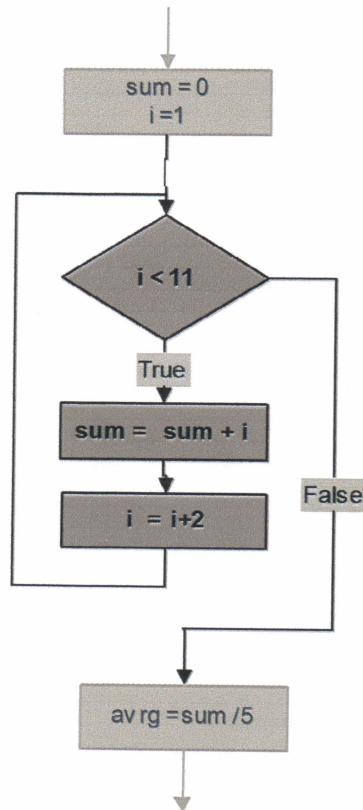 sum = 0
i =1
i < 11
True
sum = sum + i
i = i+2
False
av rg =sum /5